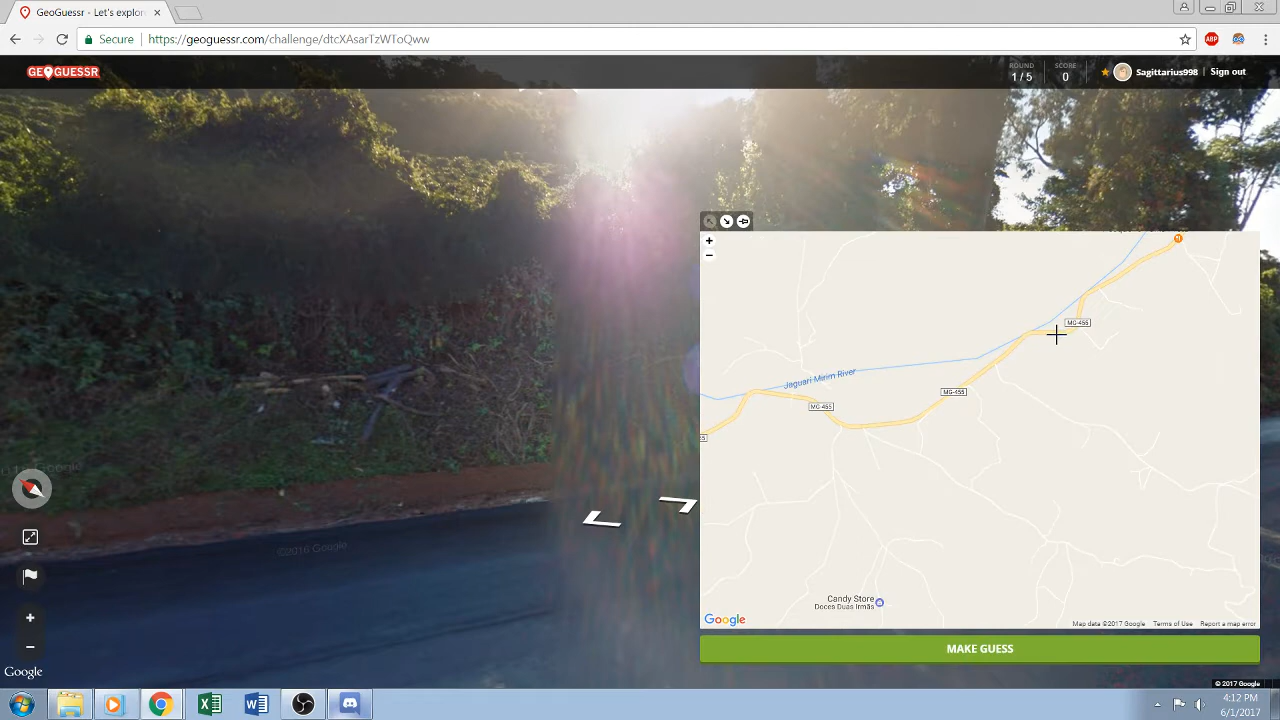 GeoGuessr - Let's explor
Secure
https://geoguessr.com/challenge/dtcXAsarTzWToQww
ABP
GEOGUESSR
ROUND
1 / 5
SCORE
0
Sagittarius998
Sign out
MG-455
Jaguari Mirim River
MG-455
MG-455
Candy Store
Doces Duas Irmãs
Google
Map data ©2017 Google
Terms of Use
Report a map error
©2016 Google
MAKE GUESS
Google
© 2017 Google
4:12 PM
6/1/2017